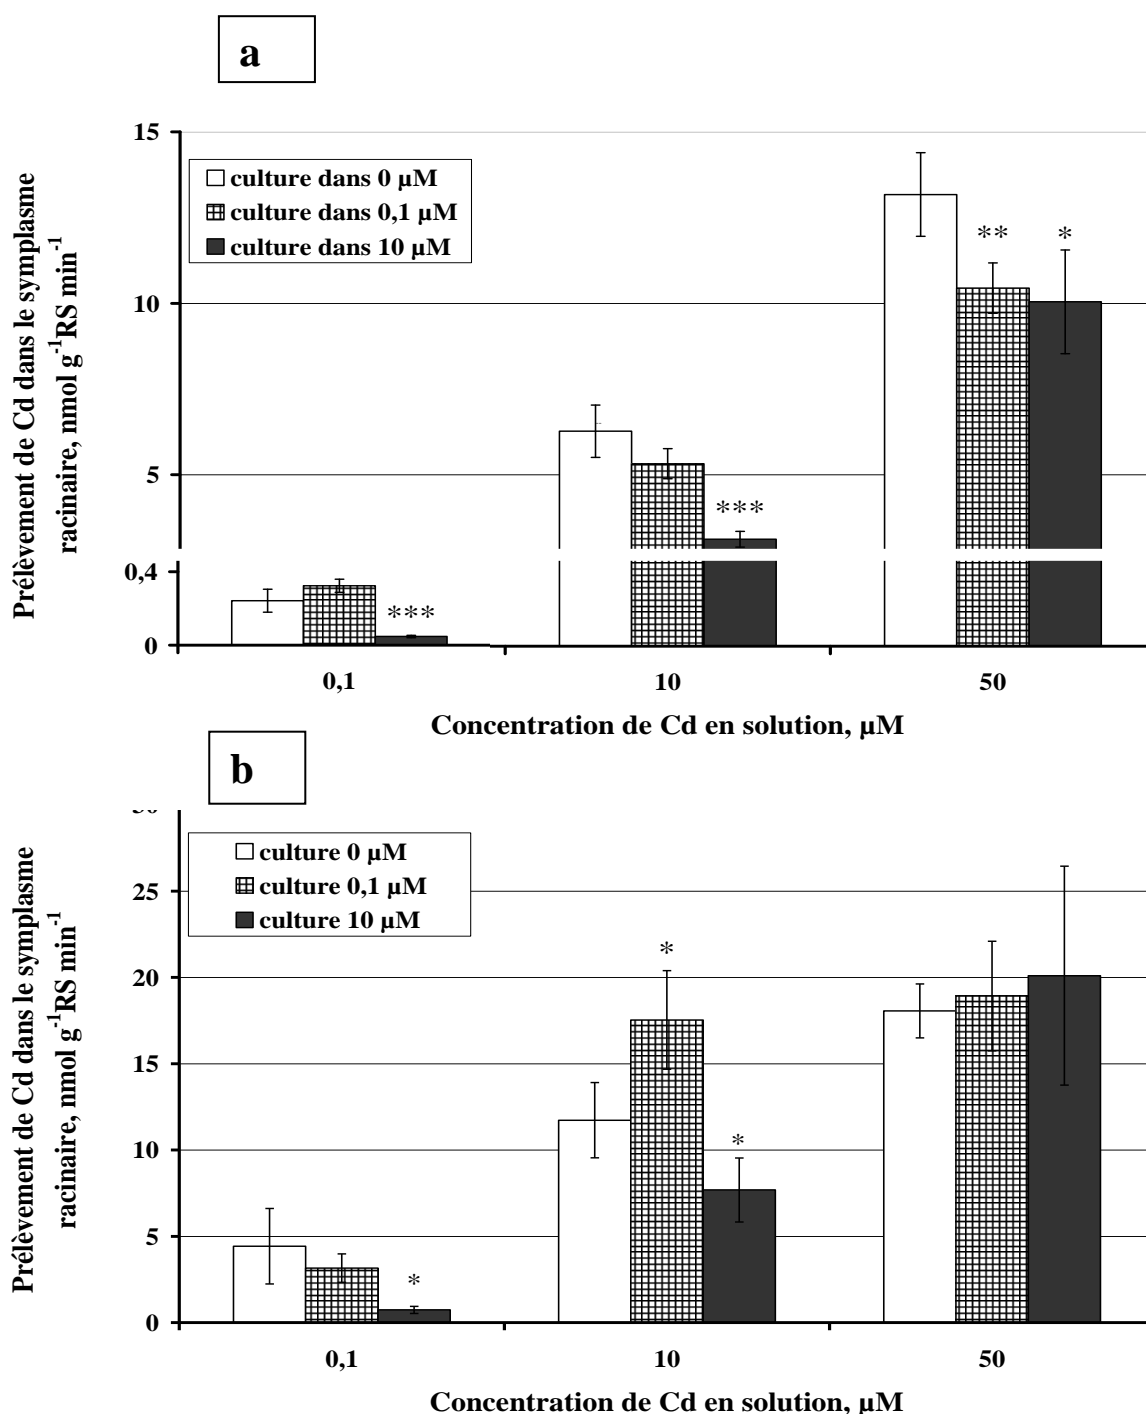 a
Prélèvement de Cd dans le symplasme
racinaire, nmol g⁻¹RS min⁻¹
15
10
5
0,4
0
culture dans 0 µM
culture dans 0,1 µM
culture dans 10 µM
***
***
**
*
0,1 10 50
Concentration de Cd en solution, µM
b
Prélèvement de Cd dans le symplasme
racinaire, nmol g⁻¹RS min⁻¹
25
20
15
10
5
0
culture 0 µM
culture 0,1 µM
culture 10 µM
*
*
*
0,1 10 50
Concentration de Cd en solution, µM